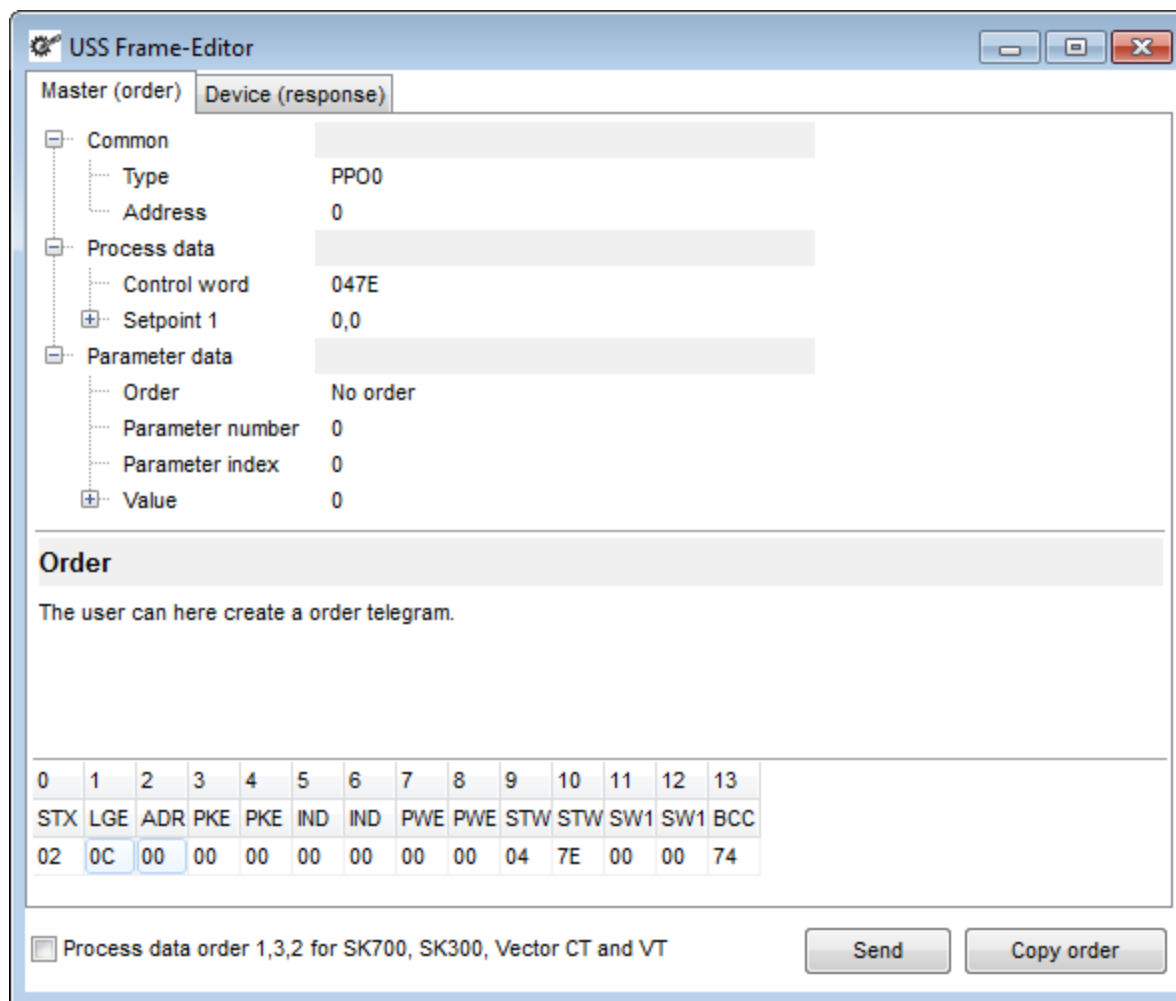 USS Frame-Editor
Master (order) Device (response)
Common
Type PPO0
Address 0
Process data
Control word 047E
Setpoint 1 0,0
Parameter data
Order No order
Parameter number 0
Parameter index 0
Value 0
Order
The user can here create a order telegram.
0 1 2 3 4 5 6 7 8 9 10 11 12 13
STX LGE ADR PKE PKE IND IND PWE PWE STW STW SW1 SW1 BCC
02 0C 00 00 00 00 00 00 00 04 7E 00 00 74
Process data order 1,3,2 for SK700, SK300, Vector CT and VT Send Copy order